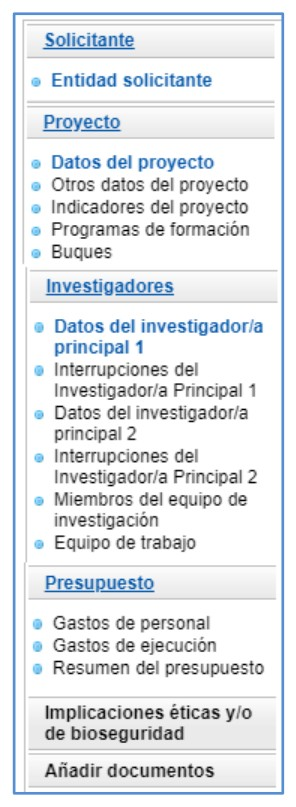 Solicitante
Entidad solicitante
Proyecto
Datos del proyecto
Otros datos del proyecto
Indicadores del proyecto
Programas de formación
Buques
Investigadores
Datos del investigador/a
principal 1
Interrupciones del
Investigador/a Principal 1
Datos del investigador/a
principal 2
Interrupciones del
Investigador/a Principal 2
Miembros del equipo de
investigación
Equipo de trabajo
Presupuesto
Gastos de personal
Gastos de ejecución
Resumen del presupuesto
Implicaciones éticas y/o
de bioseguridad
Añadir documentos